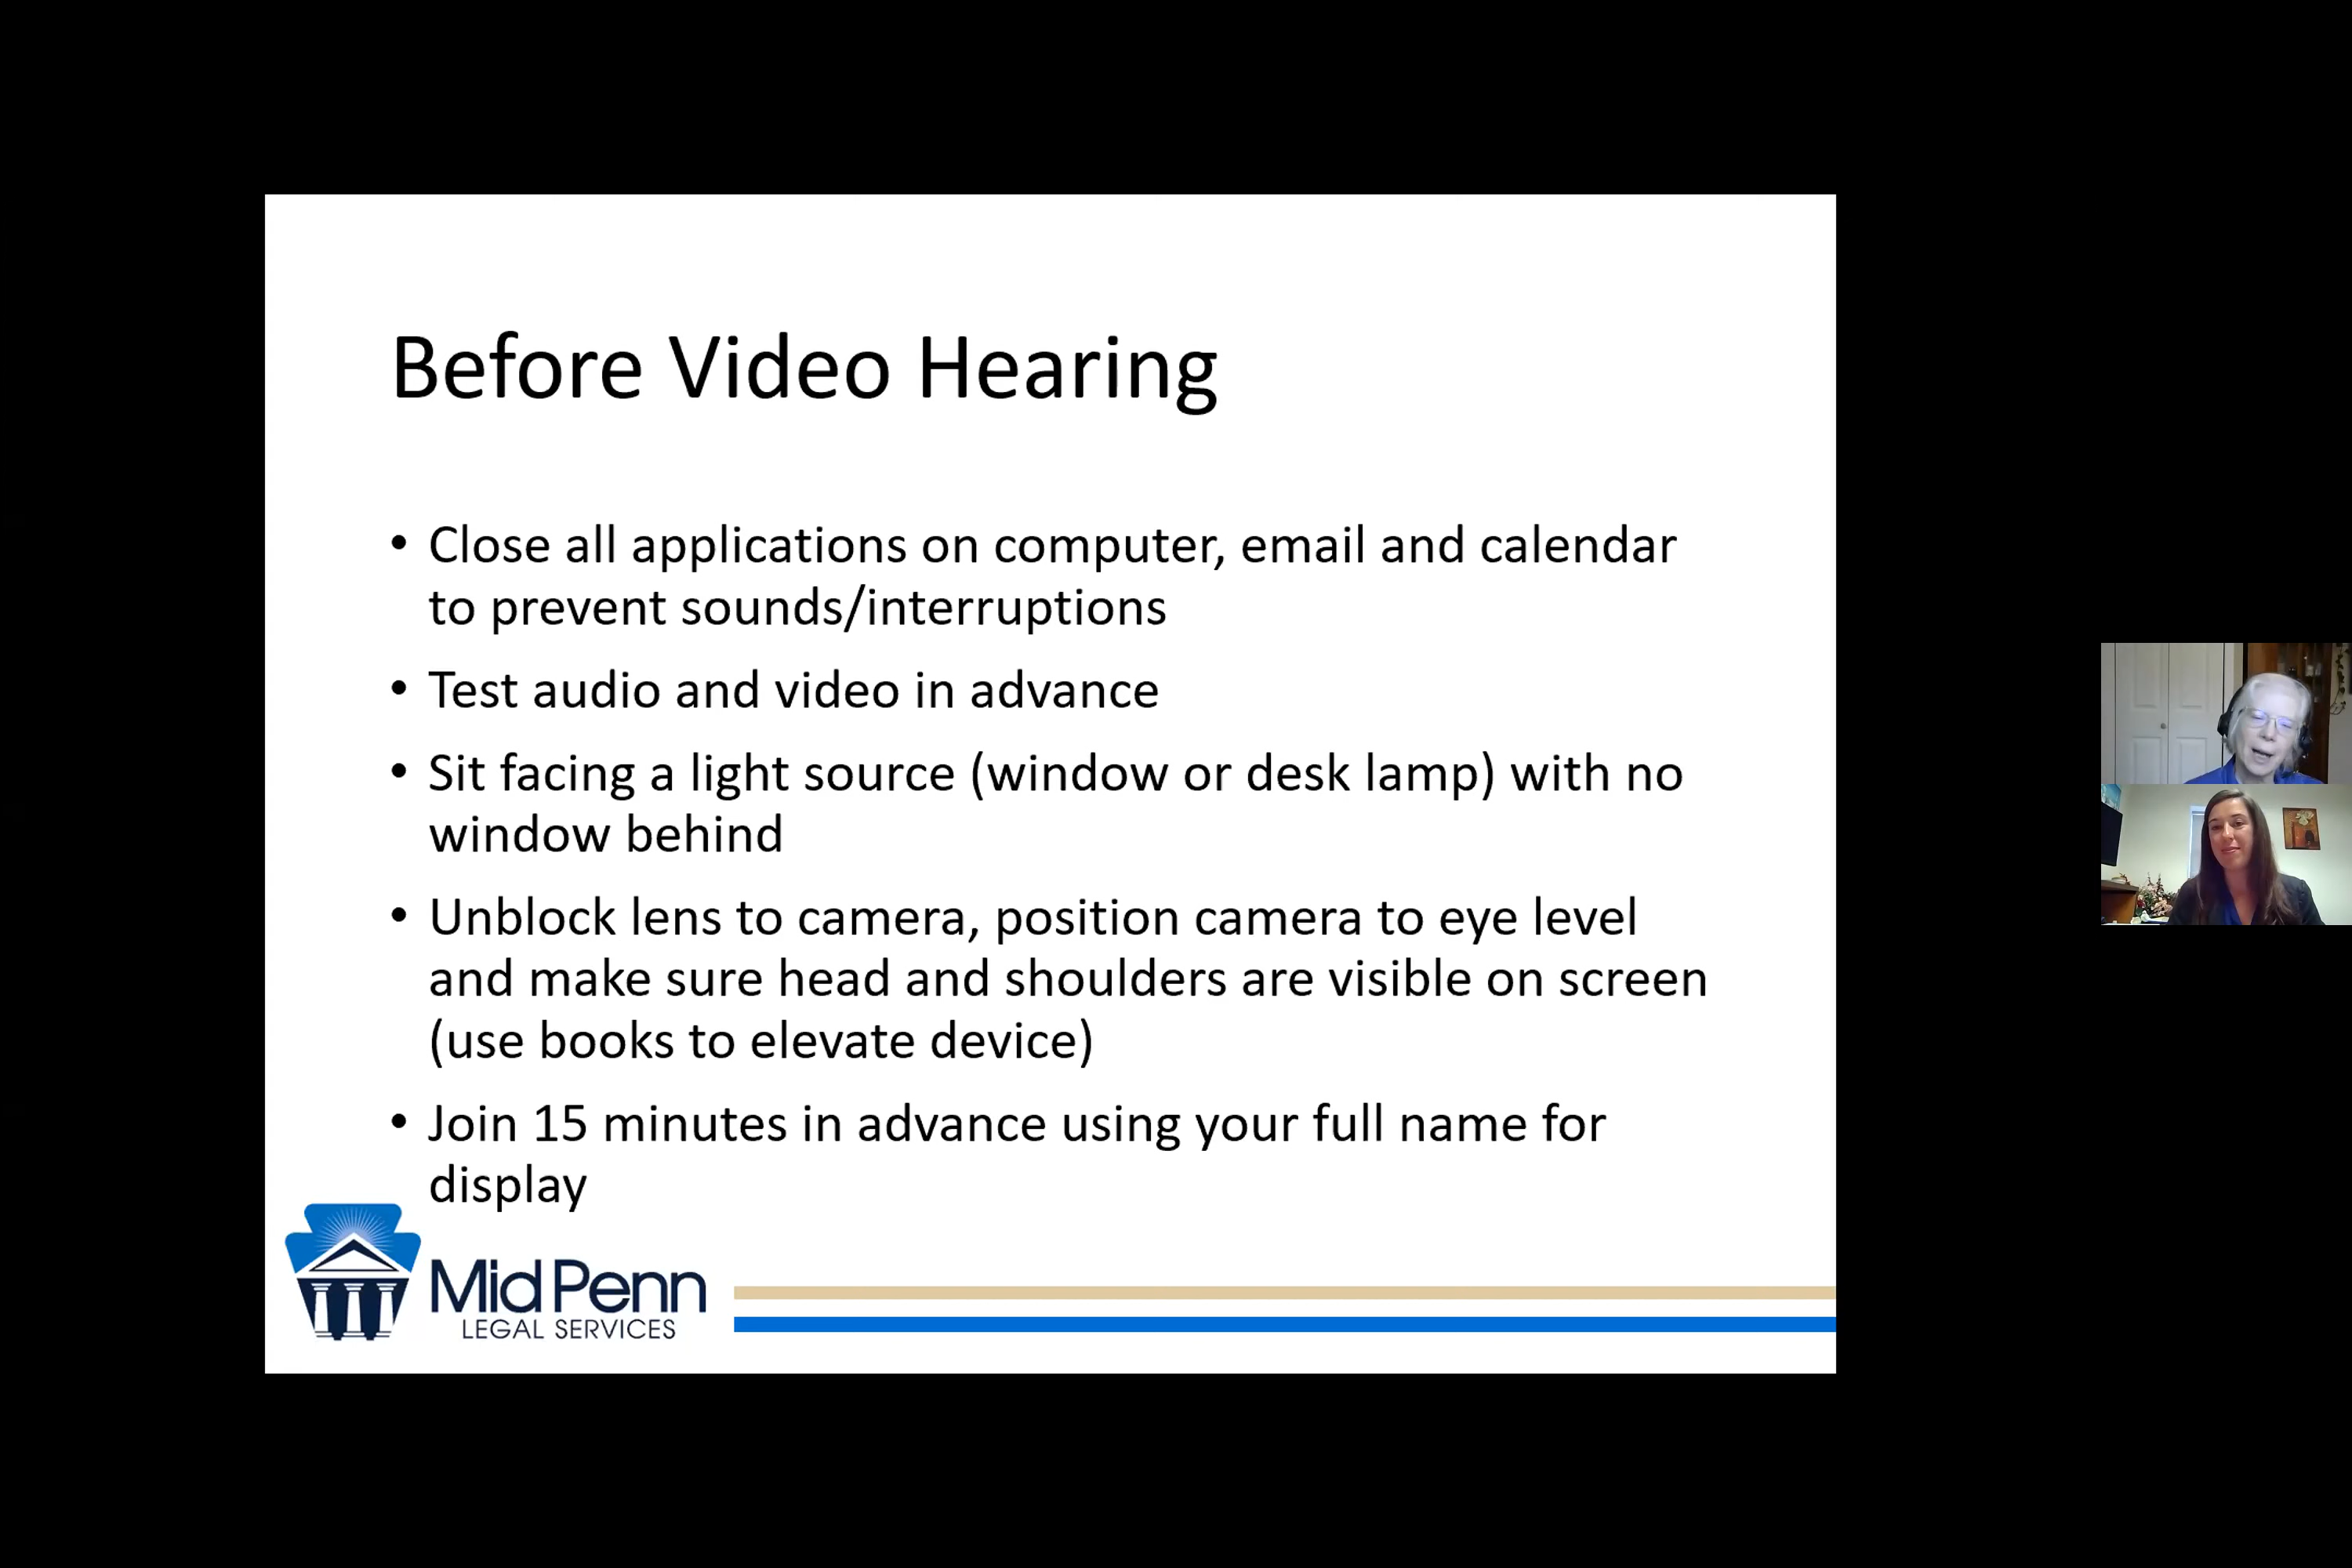 Before Video Hearing
• Close all applications on computer, email and calendar
to prevent sounds/interruptions
• Test audio and video in advance
• Sit facing a light source (window or desk lamp) with no
window behind
• Unblock lens to camera, position camera to eye level
and make sure head and shoulders are visible on screen
(use books to elevate device)
• Join 15 minutes in advance using your full name for
display
MidPenn
LEGAL SERVICES